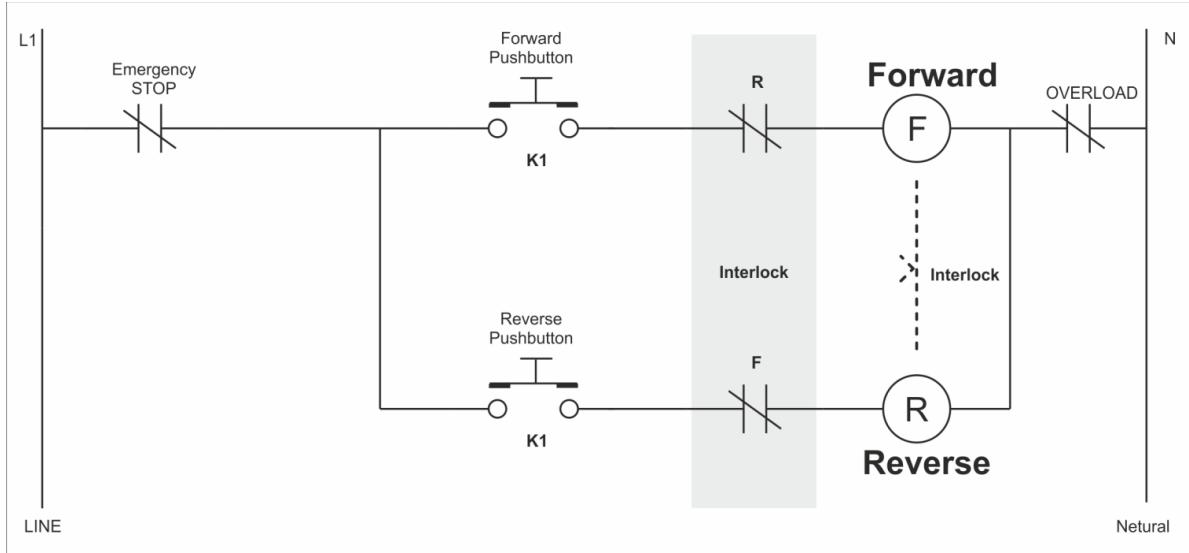 L1
N
Emergency
STOP
Forward
Pushbutton
K1
R
Forward
F
OVERLOAD
Interlock
Interlock
Reverse
Pushbutton
K1
F
R
Reverse
LINE
Netural